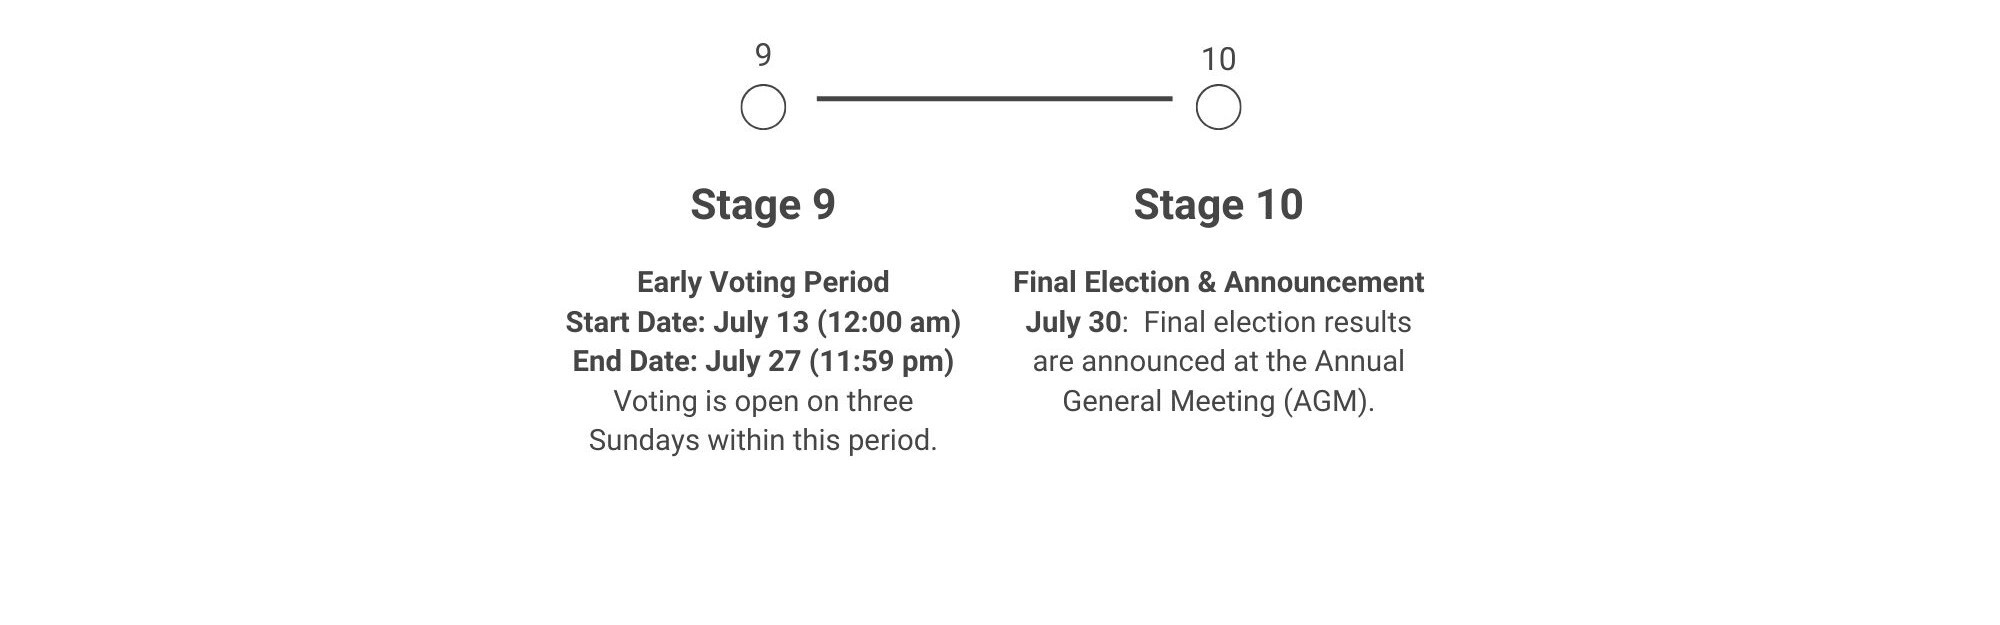 9
10
Stage 9
Early Voting Period
Start Date: July 13 (12:00 am)
End Date: July 27 (11:59 pm)
Voting is open on three
Sundays within this period.
Stage 10
Final Election & Announcement
July 30:  Final election results
are announced at the Annual
General Meeting (AGM).